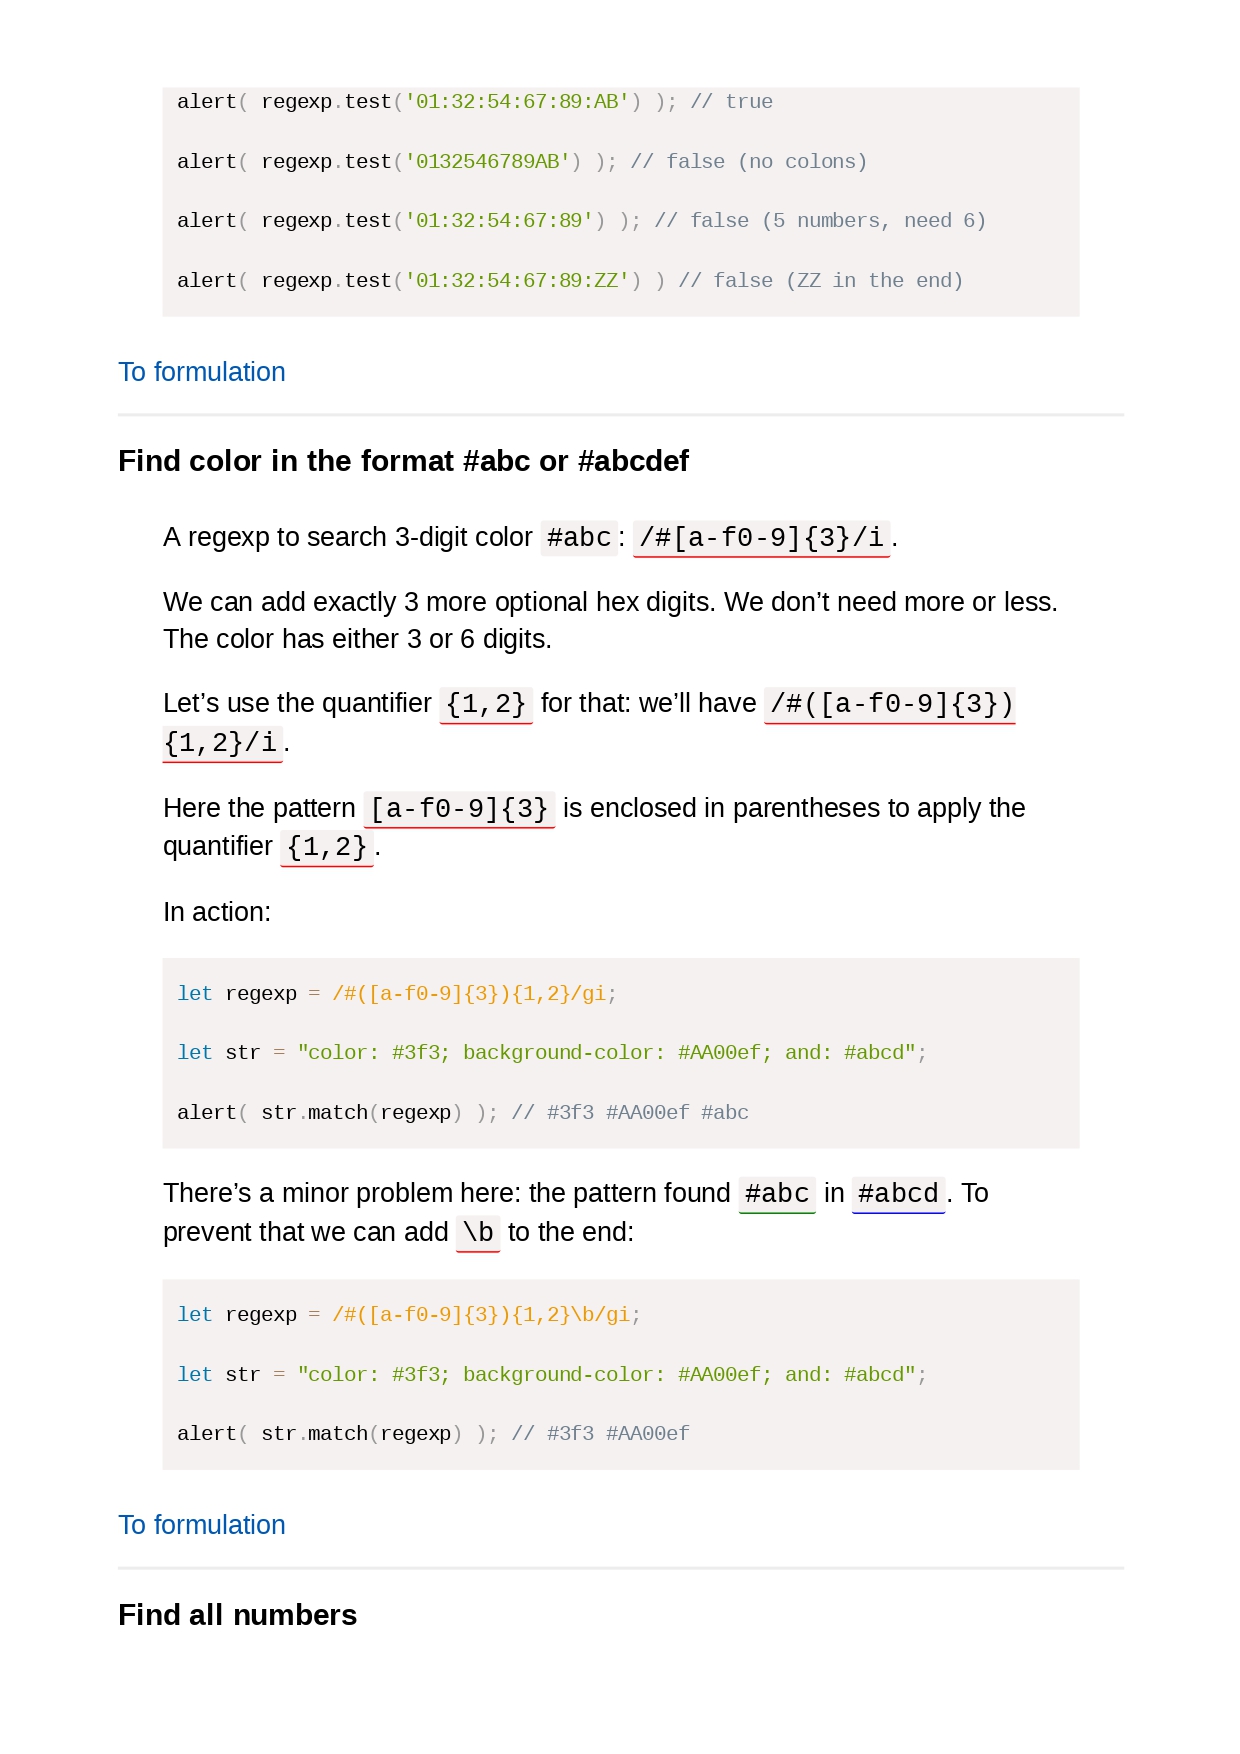 alert( regexp.test('01:32:54:67:89:AB') ); // true
alert( regexp.test('0132546789AB') ); // false (no colons)
alert( regexp.test('01:32:54:67:89') ); // false (5 numbers, need 6)
alert( regexp.test('01:32:54:67:89:ZZ') ) // false (ZZ in the end)
To formulation
Find color in the format #abc or #abcdef
A regexp to search 3-digit color #abc: /#[a-f0-9]{3}/i.
We can add exactly 3 more optional hex digits. We don’t need more or less.
The color has either 3 or 6 digits.
Let’s use the quantifier {1,2} for that: we’ll have /#([a-f0-9]{3})
{1,2}/i.
Here the pattern [a-f0-9]{3} is enclosed in parentheses to apply the
quantifier {1,2}.
In action:
let regexp = /#([a-f0-9]{3}){1,2}/gi;
let str = "color: #3f3; background-color: #AA00ef; and: #abcd";
alert( str.match(regexp) ); // #3f3 #AA00ef #abc
There’s a minor problem here: the pattern found #abc in #abcd. To
prevent that we can add \b to the end:
let regexp = /#([a-f0-9]{3}){1,2}\b/gi;
let str = "color: #3f3; background-color: #AA00ef; and: #abcd";
alert( str.match(regexp) ); // #3f3 #AA00ef
To formulation
Find all numbers